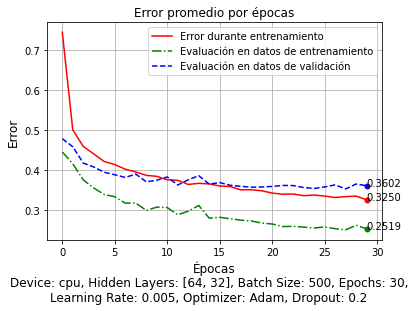 Error promedio por épocas
Error durante entrenamiento
Evaluación en datos de entrenamiento
Evaluación en datos de validación
0.7
0.6
0.5
0.4
0.3
Error
0.3602
0.3250
0.2519
0 5 10 15 20 25 30
Épocas
Device: cpu, Hidden Layers: [64, 32], Batch Size: 500, Epochs: 30,
Learning Rate: 0.005, Optimizer: Adam, Dropout: 0.2